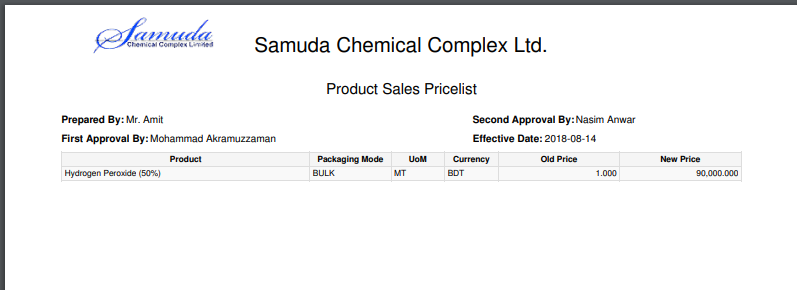 Samuda
Chemical Complex Limited
Samuda Chemical Complex Ltd.
Product Sales Pricelist
Prepared By: Mr. Amit
Second Approval By: Nasim Anwar
First Approval By: Mohammad Akramuzzaman
Effective Date: 2018-08-14
Product Packaging Mode UoM Currency Old Price New Price
Hydrogen Peroxide (50%) BULK MT BDT 1.000 90,000.000